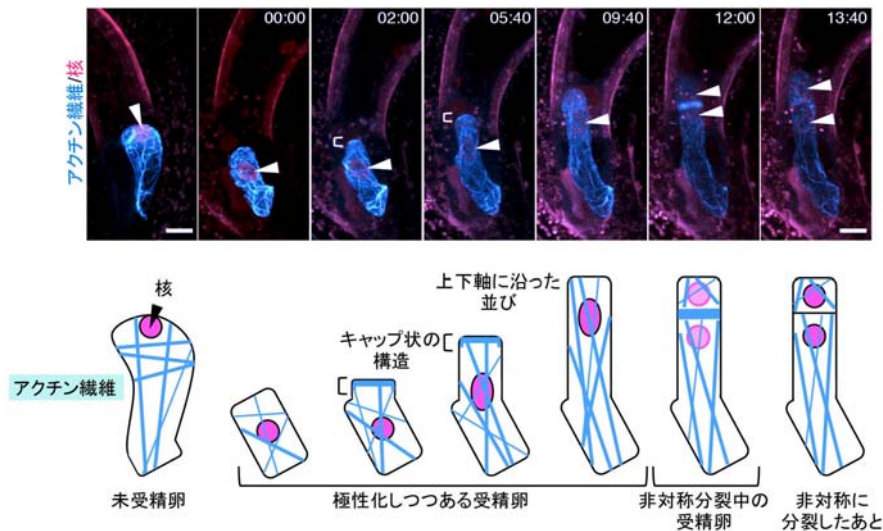 アクチン繊維/核
00:00
02:00
05:40
09:40
12:00
13:40
核
キャップ状の
構造
上下軸に沿った
並び
アクチン繊維
未受精卵
極性化しつつある受精卵
非対称分裂中の
受精卵
非対称に
分裂したあと